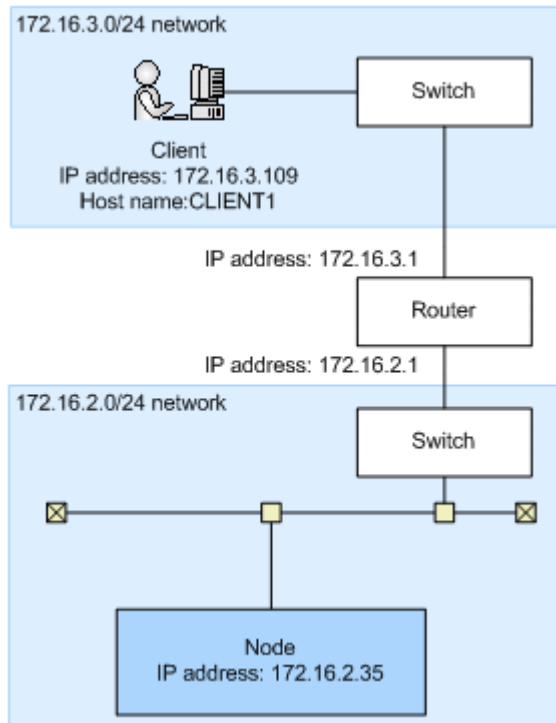 172.16.3.0/24 network
Switch
Client
IP address: 172.16.3.109
Host name:CLIENT1
IP address: 172.16.3.1
Router
IP address: 172.16.2.1
172.16.2.0/24 network
Switch
Node
IP address: 172.16.2.35